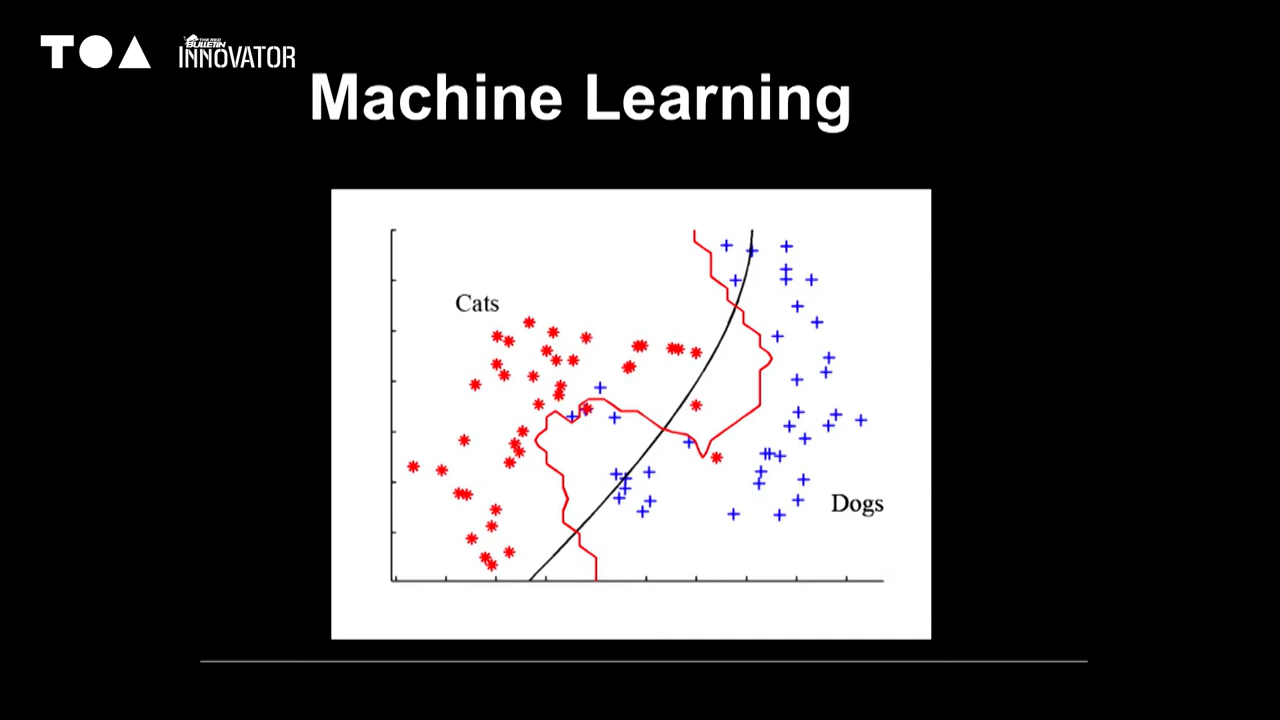 TOA
THE RED
BULLETIN
INNOVATOR
Machine Learning
Cats
Dogs